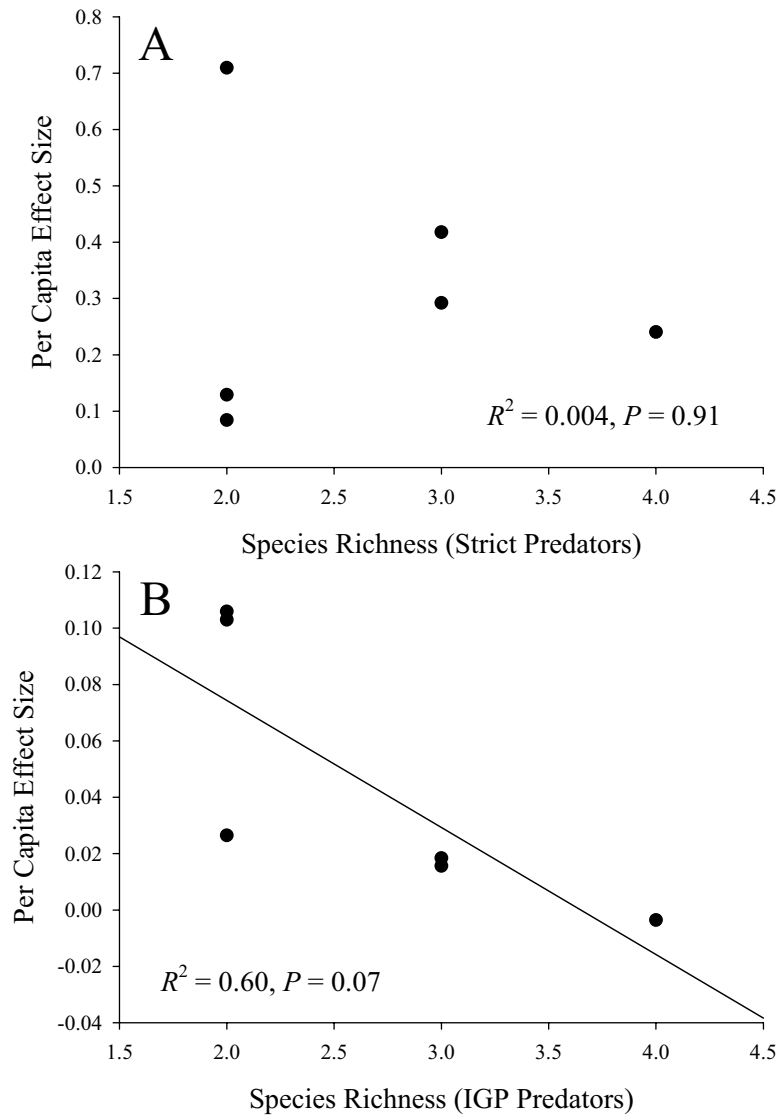 A
0.8
0.7
0.6
0.5
0.4
0.3
0.2
0.1
0.0
Per Capita Effect Size
R² = 0.004, P = 0.91
1.5 2.0 2.5 3.0 3.5 4.0 4.5
Species Richness (Strict Predators)
B
0.12
0.10
0.08
0.06
0.04
0.02
0.00
-0.02
-0.04
Per Capita Effect Size
R² = 0.60, P = 0.07
1.5 2.0 2.5 3.0 3.5 4.0 4.5
Species Richness (IGP Predators)